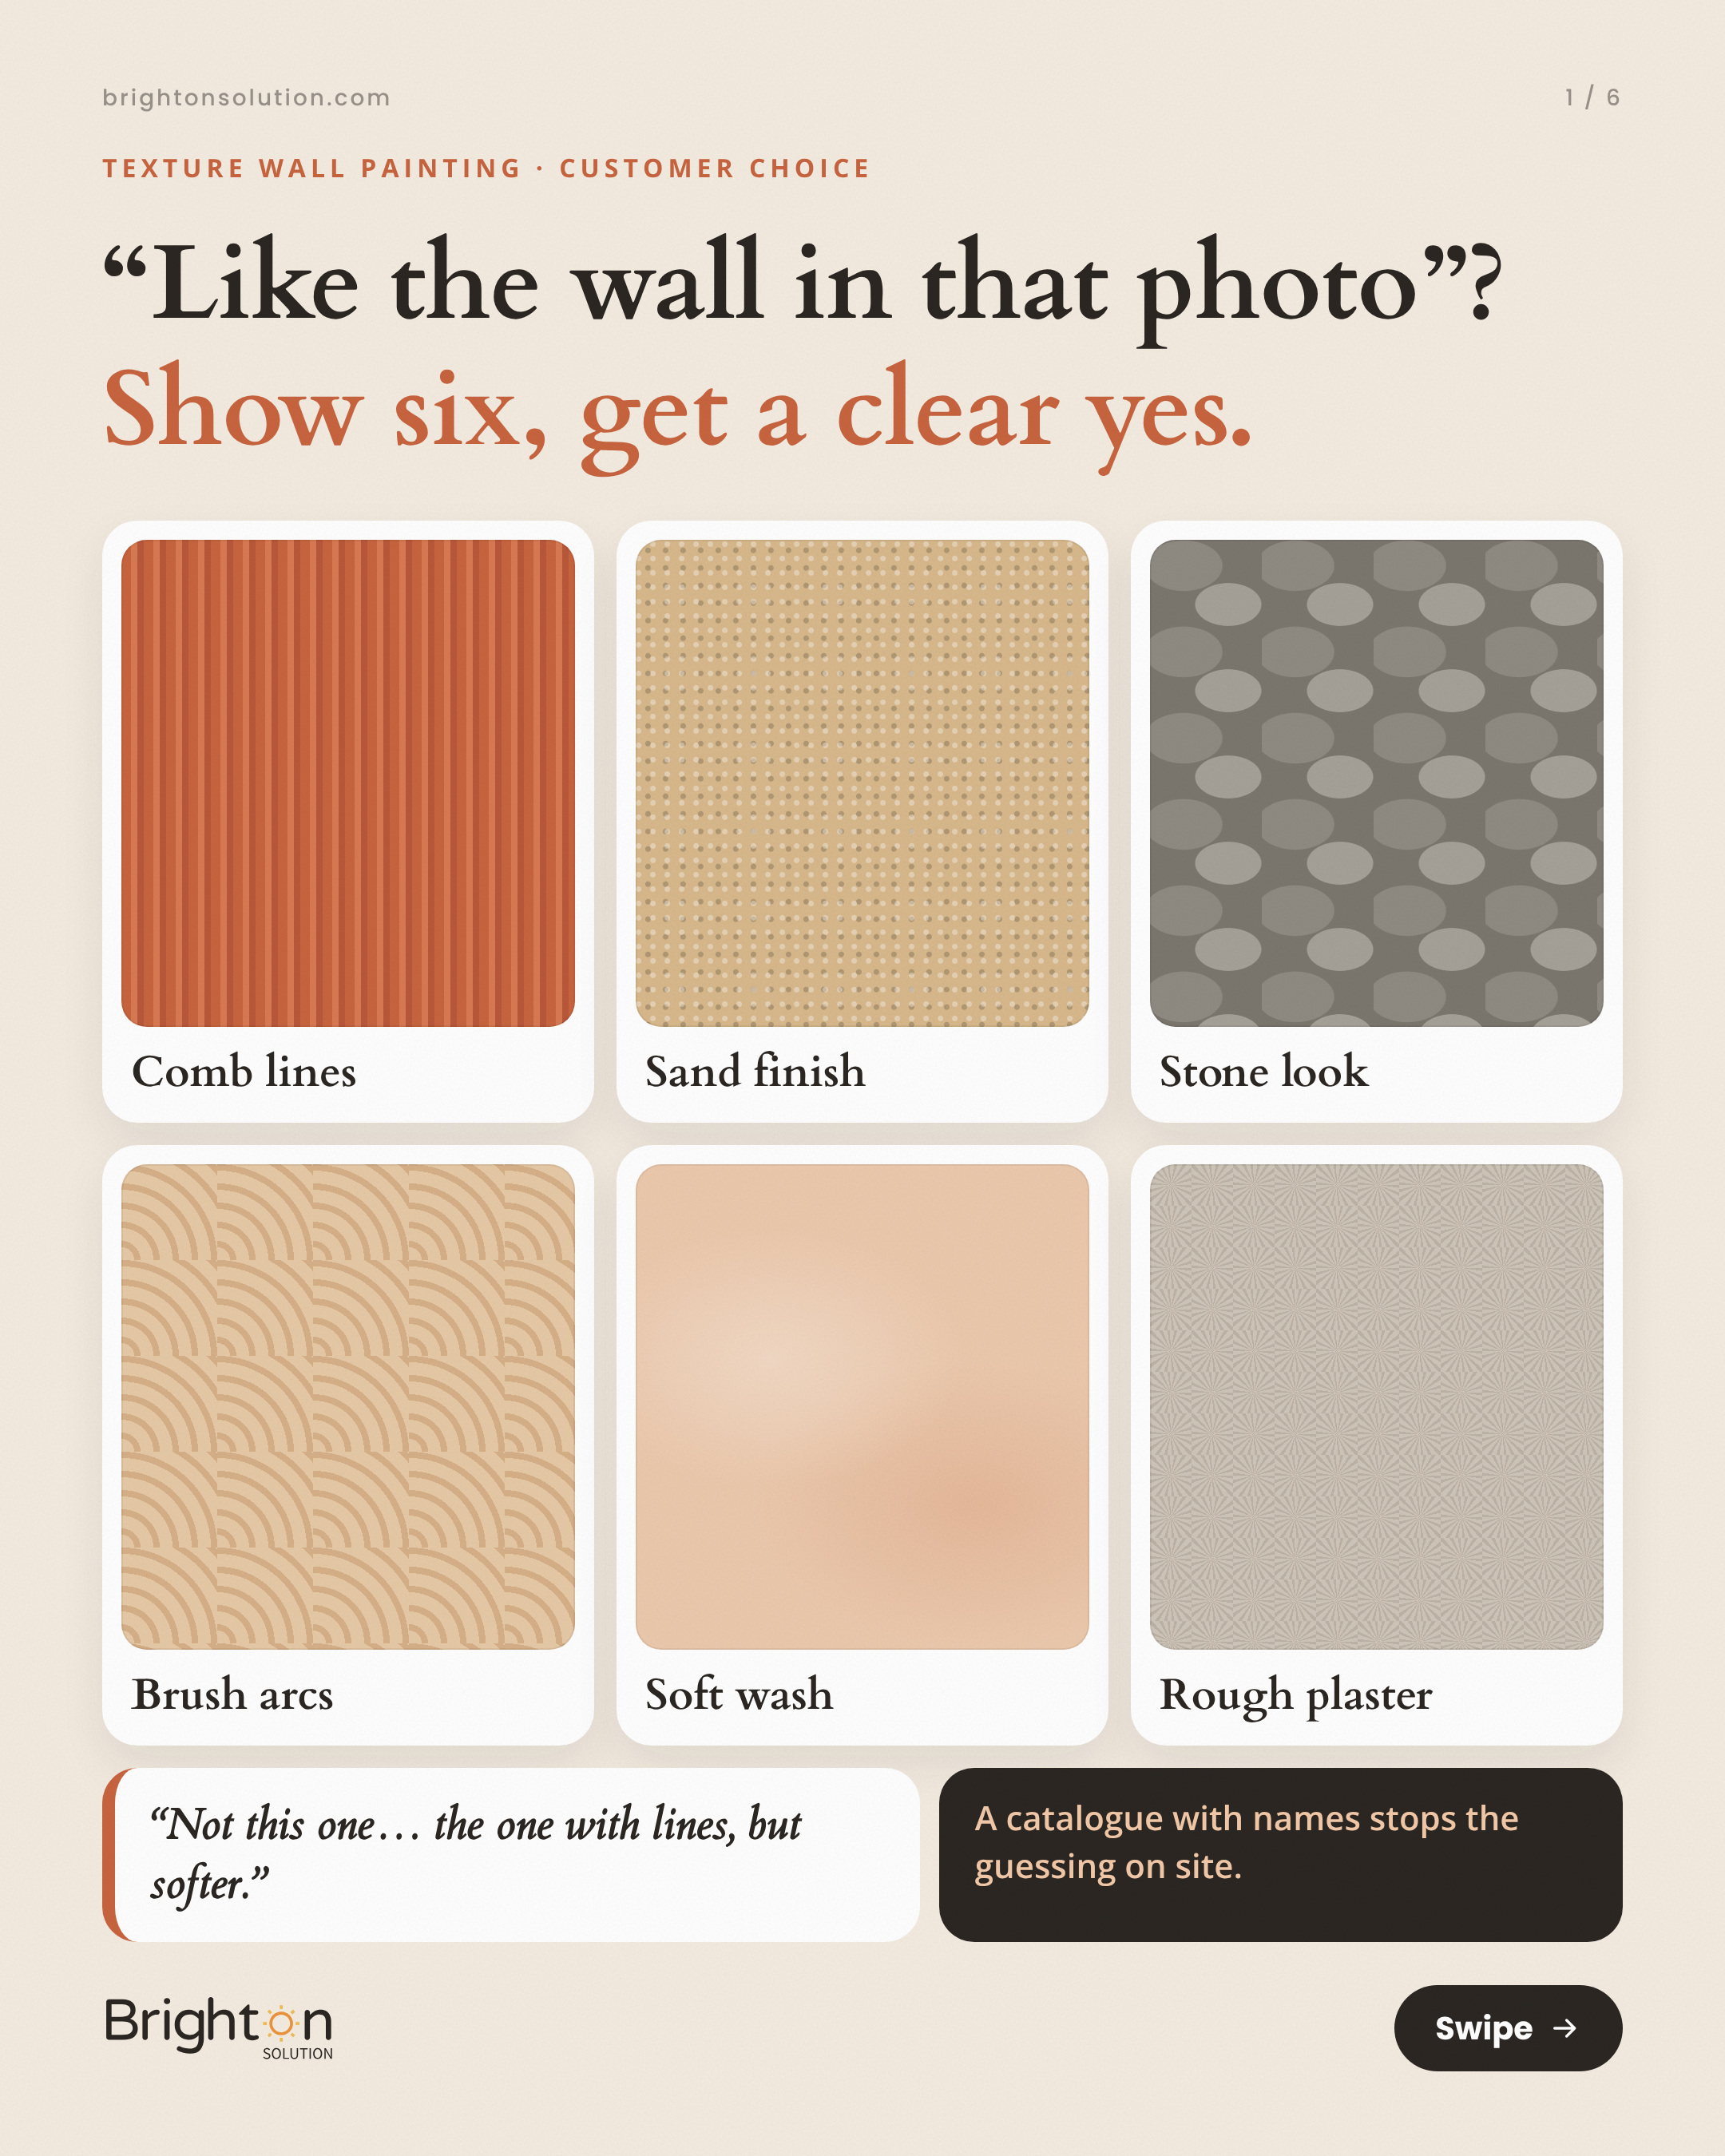 brightonsolution.com
1 / 6
TEXTURE WALL PAINTING · CUSTOMER CHOICE
“Like the wall in that photo”?
Show six, get a clear yes.
Comb lines
Sand finish
Stone look
Brush arcs
Soft wash
Rough plaster
“Not this one… the one with lines, but
softer.”
A catalogue with names stops the
guessing on site.
Brighton
SOLUTION
Swipe →